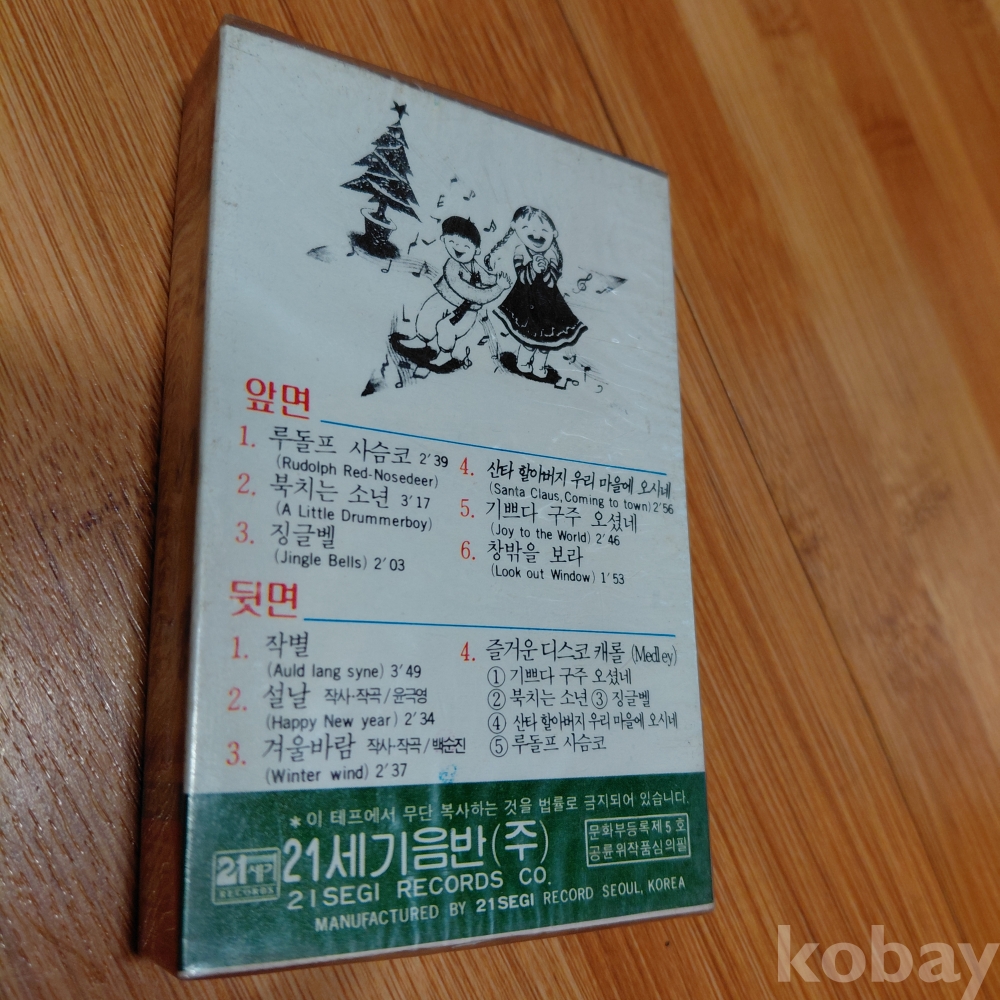 앞면
1. 루돌프 사슴코 2′39
(Rudolph Red-Nosedeer)
2. 북치는 소년 3′17
(A Little Drummerboy)
3. 징글벨
(Jingle Bells) 2′03
4. 산타 할아버지 우리 마을에 오시네
(Santa Claus, Coming to town) 2′56
5. 기쁘다 구주 오셨네
(Joy to the World) 2′46
6. 창밖을 보라
(Look out Window) 1′53
뒷면
1. 작별
(Auld lang syne) 3′49
2. 설날 작사·작곡/윤극영
(Happy New year) 2′34
3. 겨울바람 작사·작곡/백순진
(Winter wind) 2′37
4. 즐거운 디스코 캐롤 (Medley)
① 기쁘다 구주 오셨네
② 북치는 소년 ③ 징글벨
④ 산타 할아버지 우리 마을에 오시네
⑤ 루돌프 사슴코
* 이 테프에서 무단 복사하는 것을 법률로 금지되어 있습니다.
21세기 RECORDS
21세기음반(주)
21SEGI RECORDS CO.
문화부등록제5호
공륜위작품심의필
MANUFACTURED BY 21SEGI RECORD SEOUL, KOREA
kobay